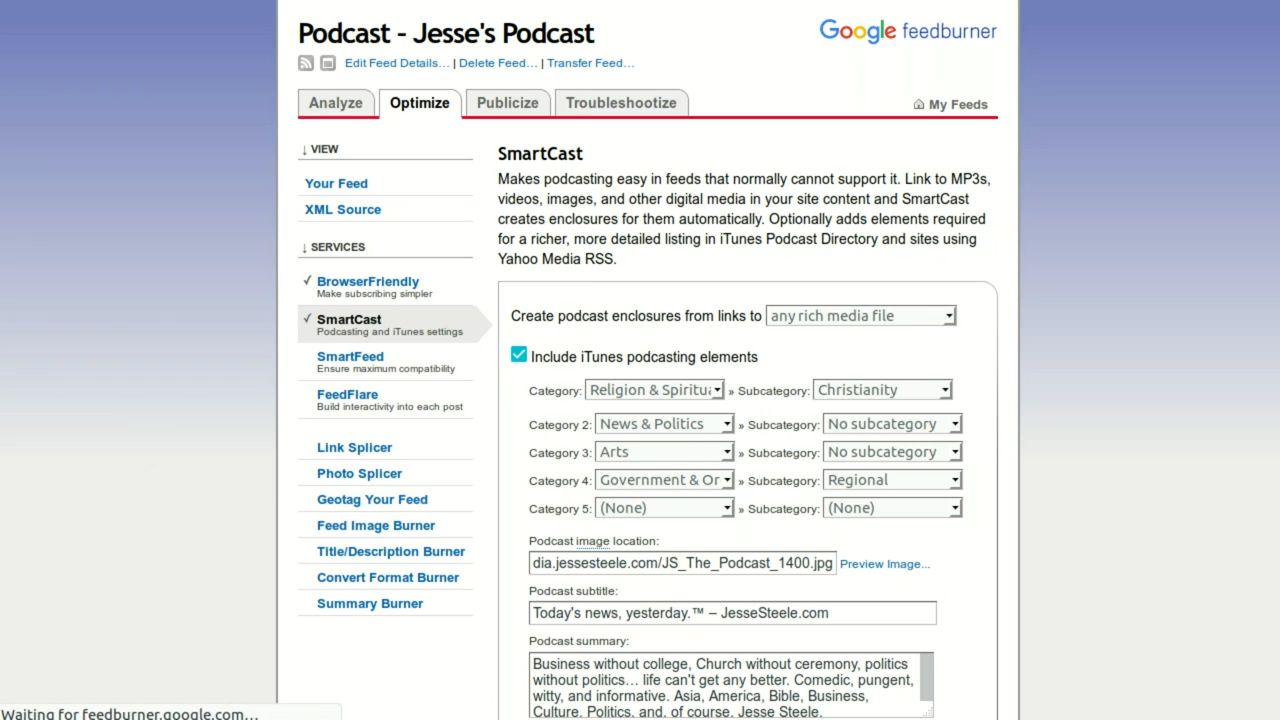 Podcast - Jesse's Podcast
Google feedburner
Edit Feed Details... | Delete Feed... | Transfer Feed...
Analyze Optimize Publicize Troubleshootize My Feeds
↓ VIEW
Your Feed
XML Source
↓ SERVICES
✓ BrowserFriendly
Make subscribing simpler
✓ SmartCast
Podcasting and iTunes settings
SmartFeed
Ensure maximum compatibility
FeedFlare
Build interactivity into each post
Link Splicer
Photo Splicer
Geotag Your Feed
Feed Image Burner
Title/Description Burner
Convert Format Burner
Summary Burner
SmartCast
Makes podcasting easy in feeds that normally cannot support it. Link to MP3s,
videos, images, and other digital media in your site content and SmartCast
creates enclosures for them automatically. Optionally adds elements required
for a richer, more detailed listing in iTunes Podcast Directory and sites using
Yahoo Media RSS.
Create podcast enclosures from links to any rich media file
Include iTunes podcasting elements
Category: Religion & Spiritu » Subcategory: Christianity
Category 2: News & Politics » Subcategory: No subcategory
Category 3: Arts » Subcategory: No subcategory
Category 4: Government & Or » Subcategory: Regional
Category 5: (None) » Subcategory: (None)
Podcast image location:
dia.jessesteele.com/JS_The_Podcast_1400.jpg Preview Image...
Podcast subtitle:
Today's news, yesterday.™ – JesseSteele.com
Podcast summary:
Business without college, Church without ceremony, politics
without politics... life can't get any better. Comedic, pungent,
witty, and informative. Asia, America, Bible, Business,
Culture, Politics, and, of course, Jesse Steele.
Waiting for feedburner.google.com...